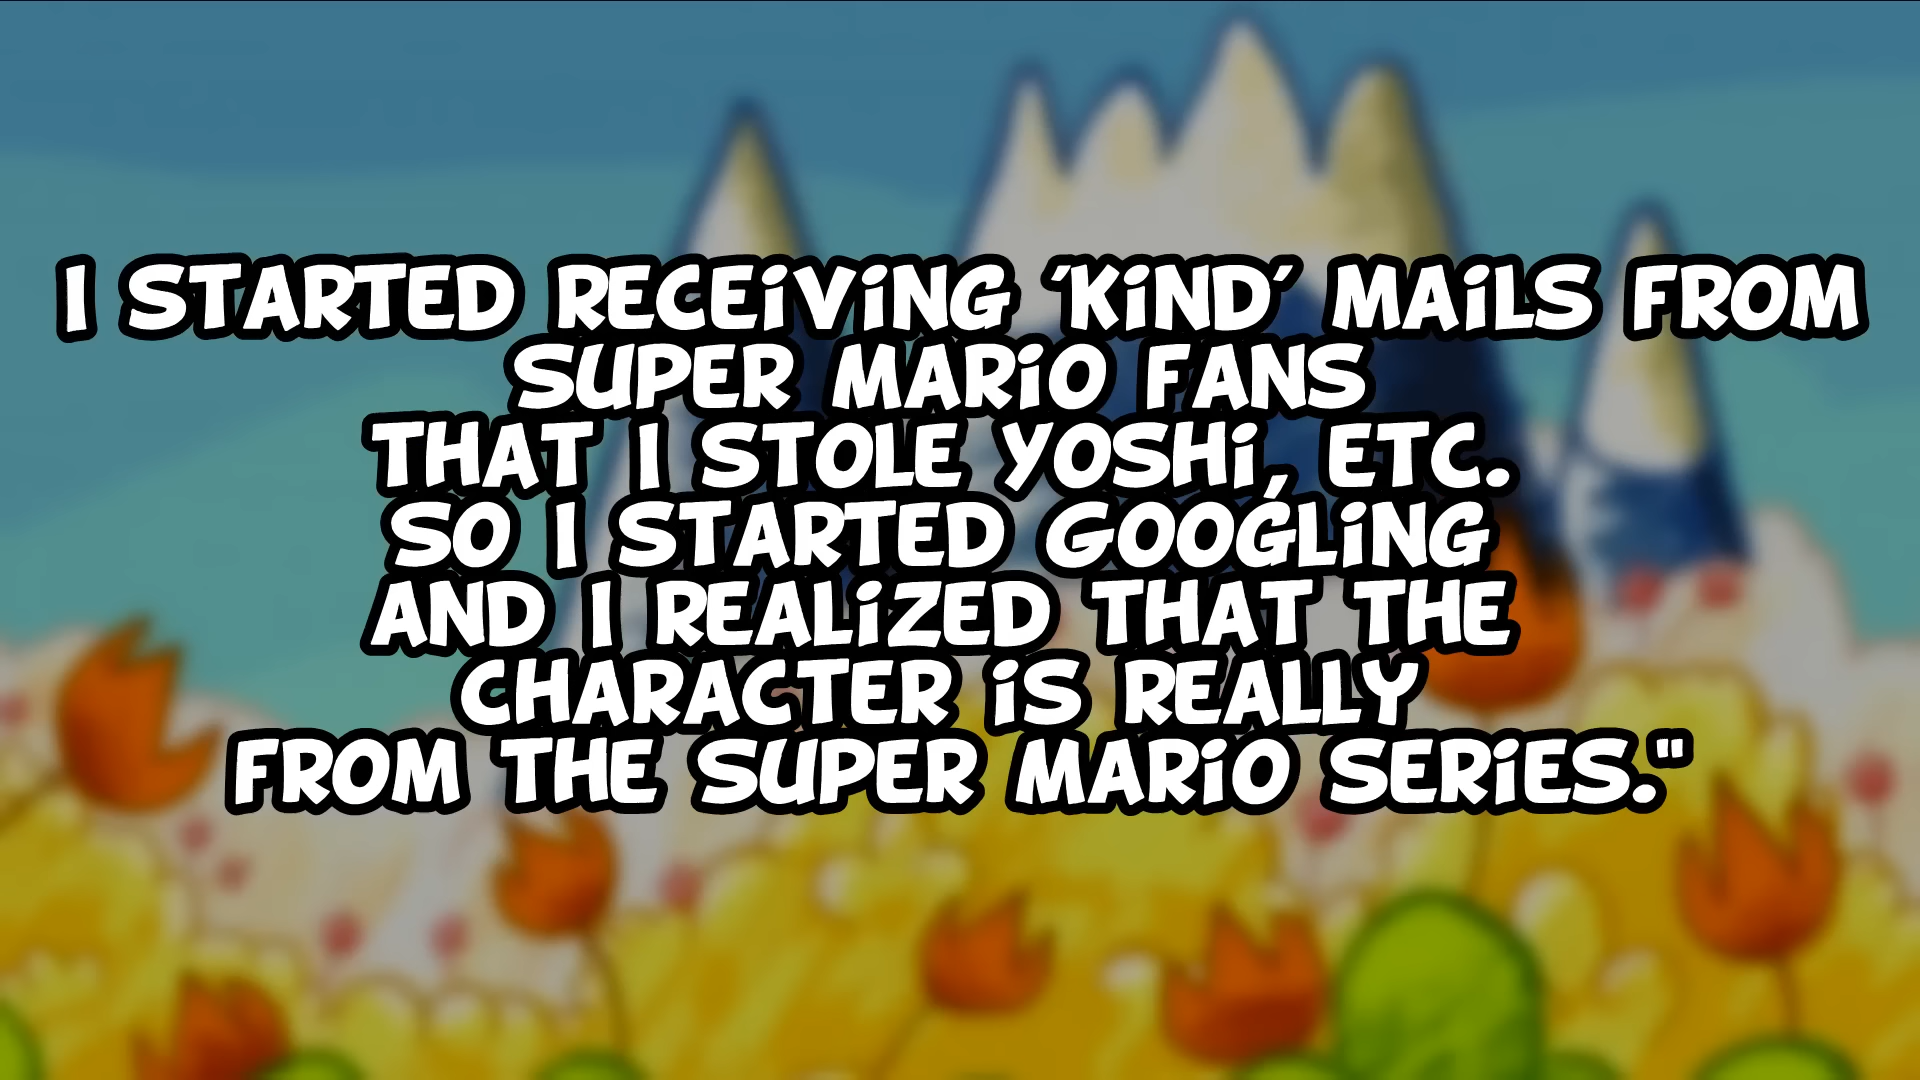 I STARTED RECEIVING 'KIND' MAILS FROM
SUPER MARIO FANS
THAT I STOLE YOSHI, ETC.
SO I STARTED GOOGLING
AND I REALIZED THAT THE
CHARACTER IS REALLY
FROM THE SUPER MARIO SERIES."